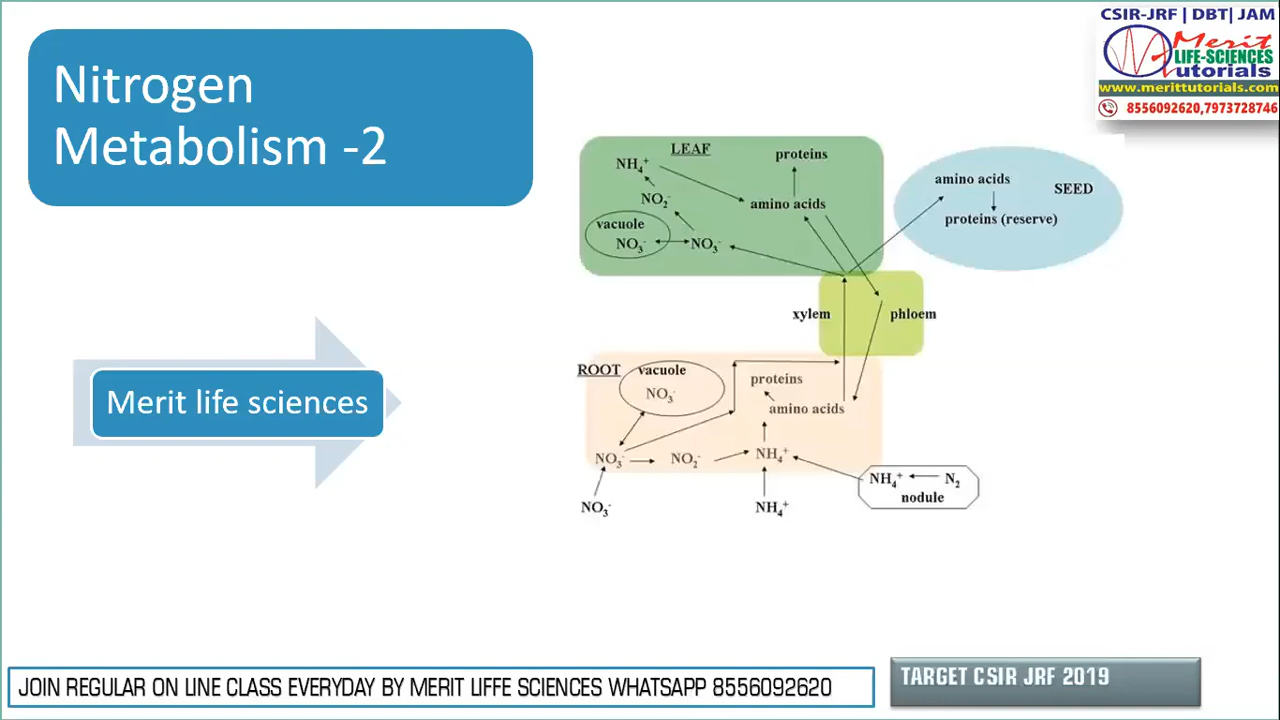 CSIR-JRF | DBT| JAM
Merit
LIFE-SCIENCES
utorials
www.merittutorials.com
8556092620,7973728746
Nitrogen
Metabolism -2
Merit life sciences
LEAF
NH₄⁺
proteins
NO₂⁻
amino acids
vacuole
NO₃⁻
NO₃⁻
amino acids
SEED
proteins (reserve)
xylem
phloem
ROOT
vacuole
NO₃⁻
proteins
amino acids
NO₃⁻
NO₂⁻
NH₄⁺
NH₄⁺
N₂
nodule
NO₃⁻
NH₄⁺
JOIN REGULAR ON LINE CLASS EVERYDAY BY MERIT LIFFE SCIENCES WHATSAPP 8556092620
TARGET CSIR JRF 2019